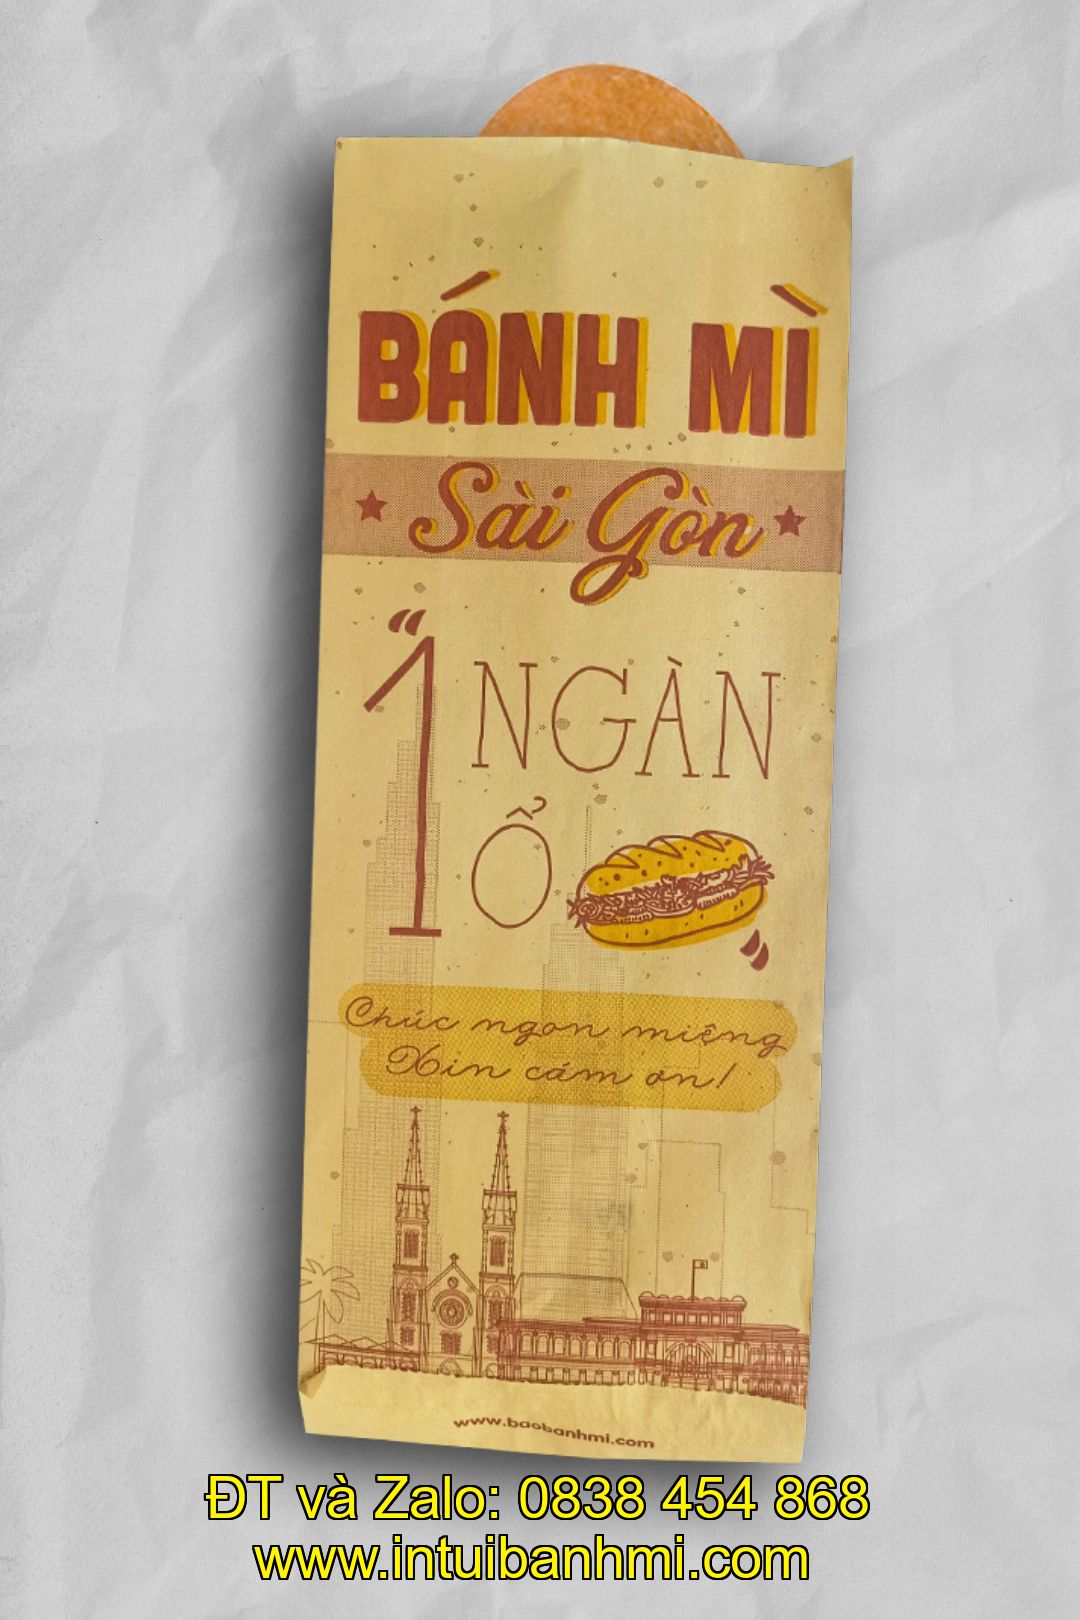 BÁNH MÌ
Sài Gòn
"1 NGÀN
Ổ"
Chúc ngon miệng
Xin cám ơn!
www.baobanhmi.com
ĐT và Zalo: 0838 454 868
www.intuibanhmi.com